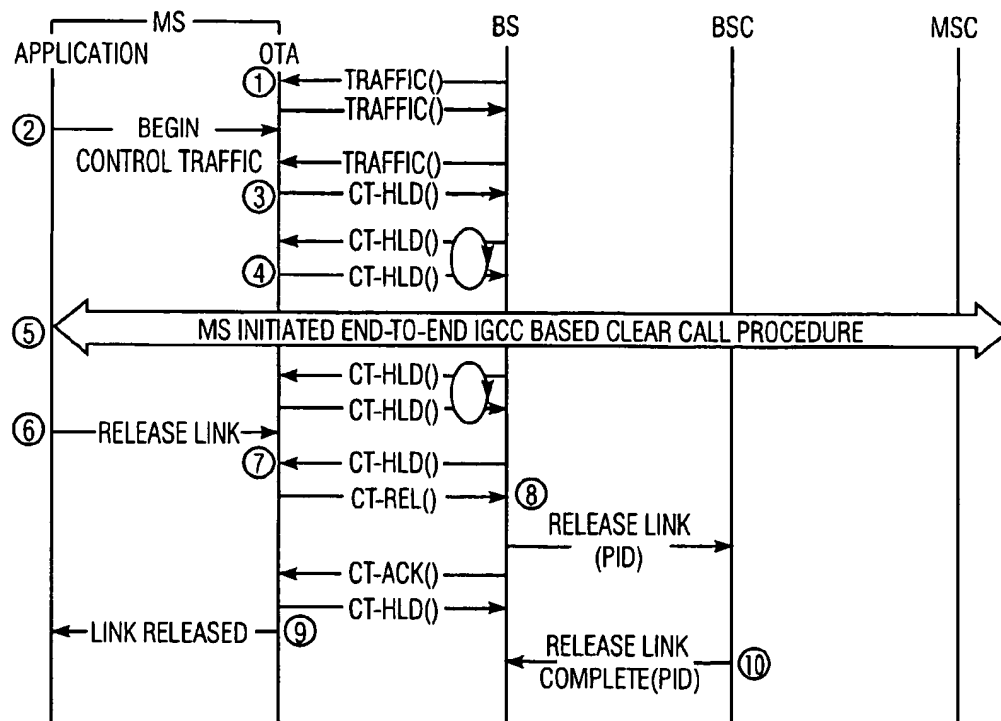 MS
BS
BSC
MSC
APPLICATION
OTA
① TRAFFIC()
TRAFFIC()
② BEGIN
CONTROL TRAFFIC
TRAFFIC()
③ CT-HLD()
CT-HLD()
④ CT-HLD()
⑤ MS INITIATED END-TO-END IGCC BASED CLEAR CALL PROCEDURE
CT-HLD()
CT-HLD()
⑥ RELEASE LINK
⑦ CT-HLD()
CT-REL() ⑧
RELEASE LINK
(PID)
CT-ACK()
CT-HLD()
LINK RELEASED ⑨
RELEASE LINK
COMPLETE(PID) ⑩